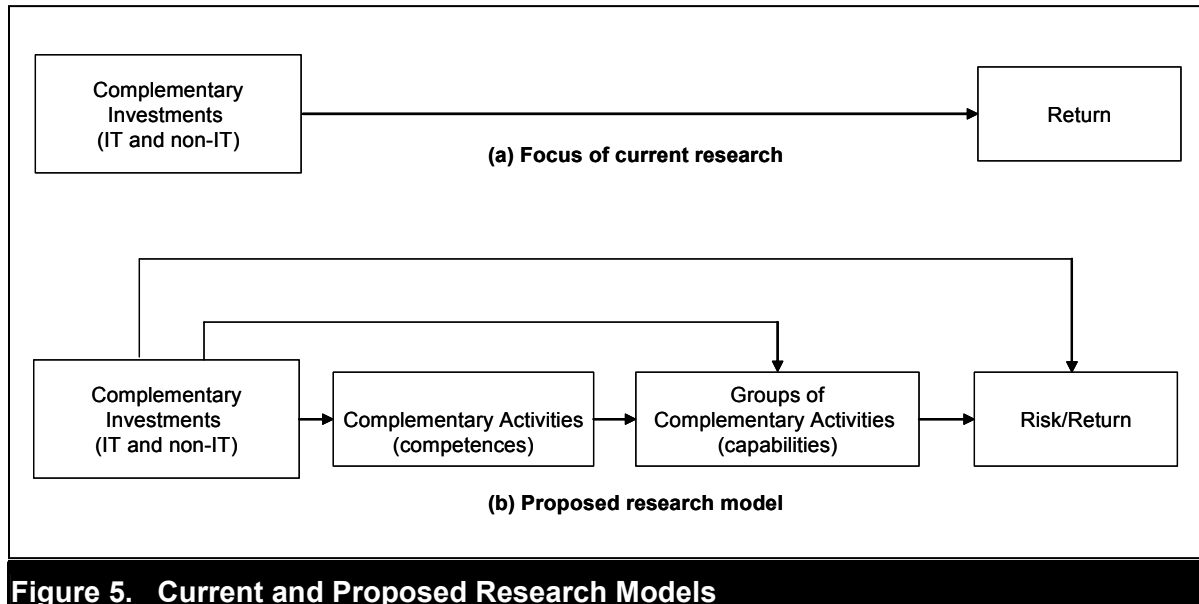 Complementary
Investments
(IT and non-IT)
Return
(a) Focus of current research
Complementary
Investments
(IT and non-IT)
Complementary Activities
(competences)
Groups of
Complementary Activities
(capabilities)
Risk/Return
(b) Proposed research model
Figure 5. Current and Proposed Research Models